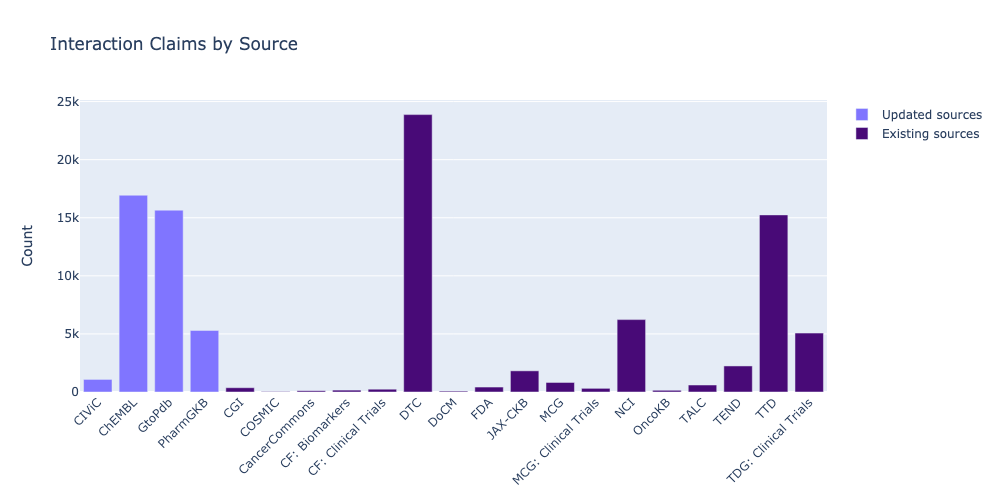 Interaction Claims by Source
25k
20k
15k
10k
5k
0
Count
CIViC
ChEMBL
GtoPdb
PharmGKB
CGI
COSMIC
CancerCommons
CF: Biomarkers
CF: Clinical Trials
DTC
DoCM
FDA
JAX-CKB
MCG
MCG: Clinical Trials
NCI
OncoKB
TALC
TEND
TTD
TDG: Clinical Trials
Updated sources
Existing sources